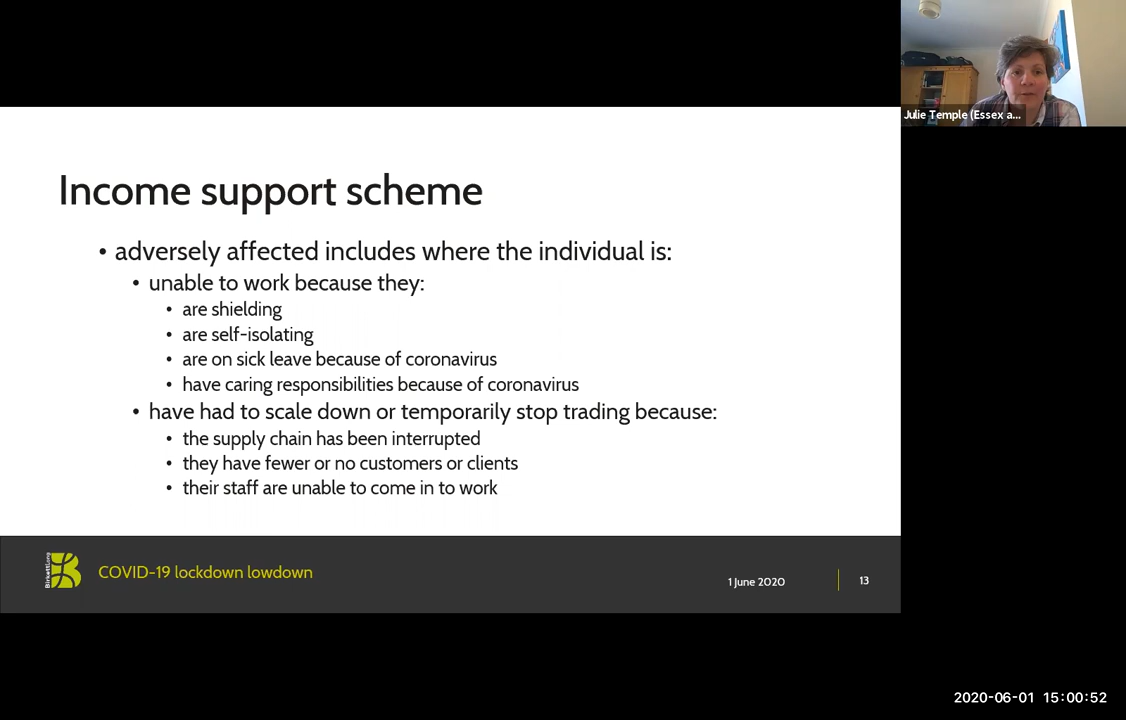 Julie Temple (Essex a...
Income support scheme
• adversely affected includes where the individual is:
• unable to work because they:
• are shielding
• are self-isolating
• are on sick leave because of coronavirus
• have caring responsibilities because of coronavirus
• have had to scale down or temporarily stop trading because:
• the supply chain has been interrupted
• they have fewer or no customers or clients
• their staff are unable to come in to work
BirkettLong
COVID-19 lockdown lowdown
1 June 2020
13
2020-06-01 15:00:52